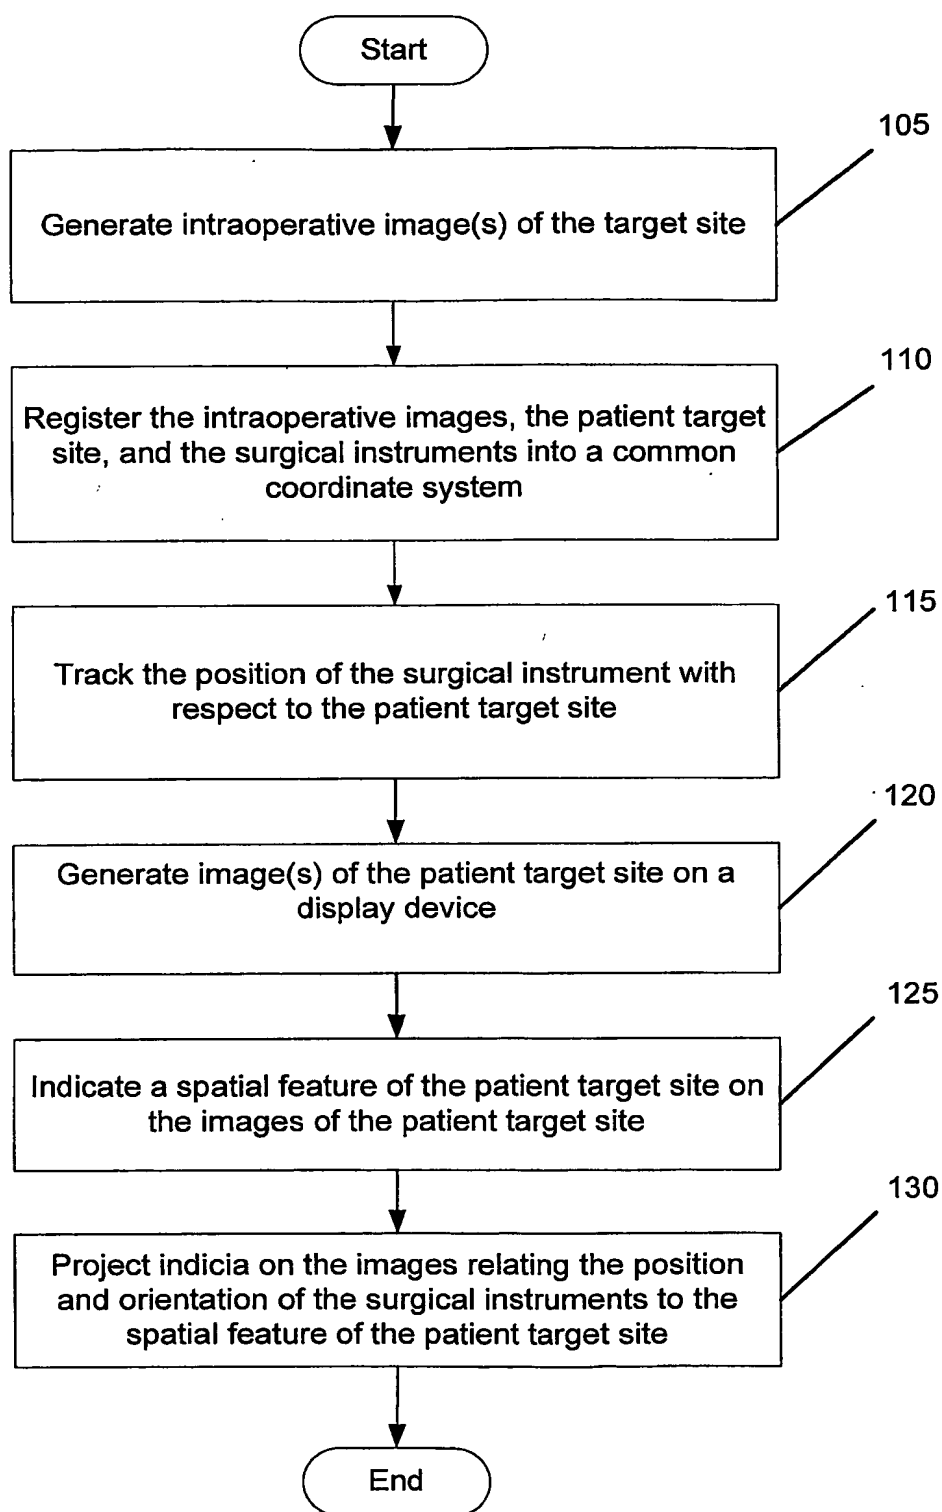 Start
105
Generate intraoperative image(s) of the target site
110
Register the intraoperative images, the patient target
site, and the surgical instruments into a common
coordinate system
115
Track the position of the surgical instrument with
respect to the patient target site
120
Generate image(s) of the patient target site on a
display device
125
Indicate a spatial feature of the patient target site on
the images of the patient target site
130
Project indicia on the images relating the position
and orientation of the surgical instruments to the
spatial feature of the patient target site
End